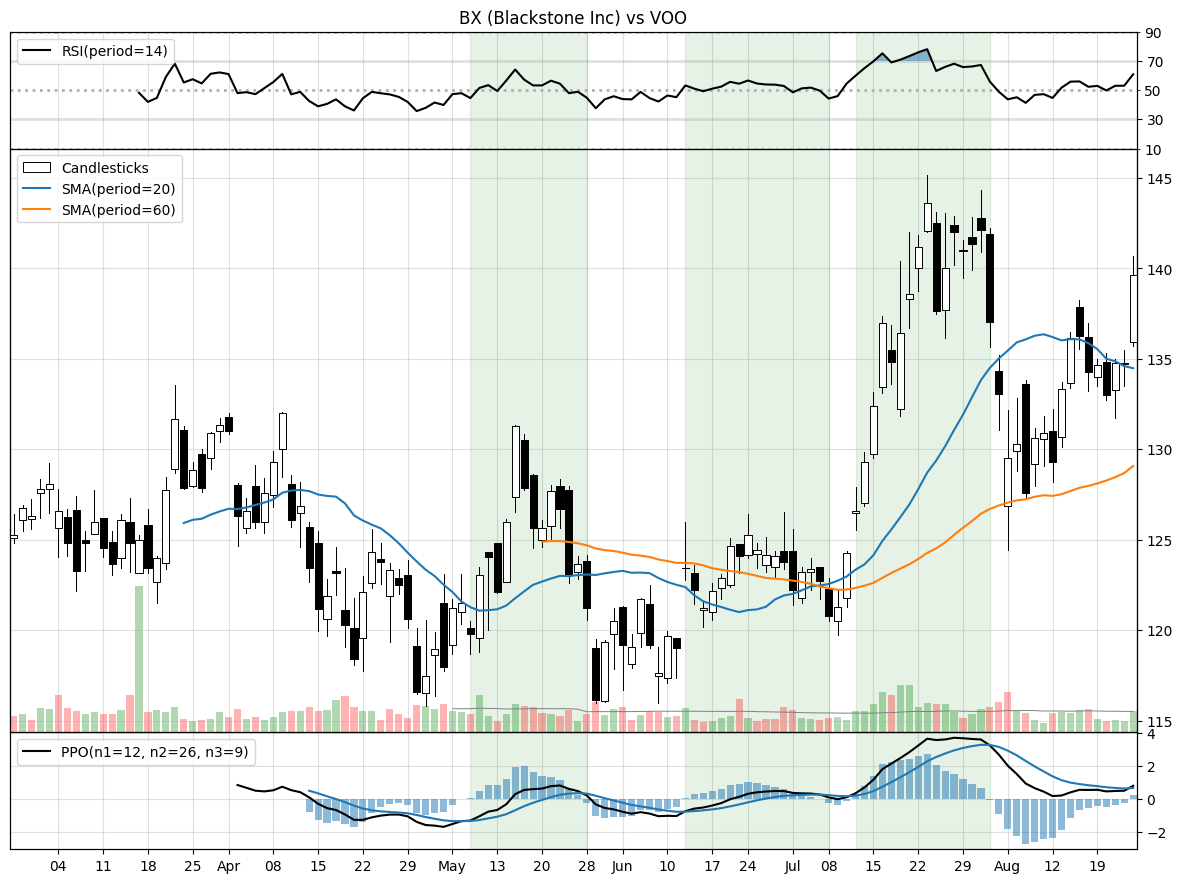 BX (Blackstone Inc) vs VOO
RSI(period=14)
90
70
50
30
10
Candlesticks
SMA(period=20)
SMA(period=60)
145
140
135
130
125
120
115
PPO(n1=12, n2=26, n3=9)
4
2
0
−2
04 11 18 25 Apr 08 15 22 29 May 13 20 28 Jun 10 17 24 Jul 08 15 22 29 Aug 12 19